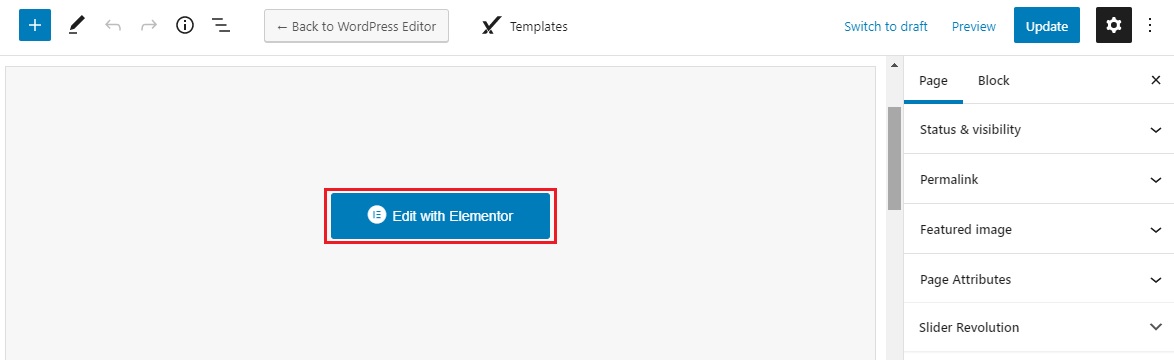 ← Back to WordPress Editor
Templates
Switch to draft
Preview
Update
Page
Block
Status & visibility
Permalink
Edit with Elementor
Featured image
Page Attributes
Slider Revolution